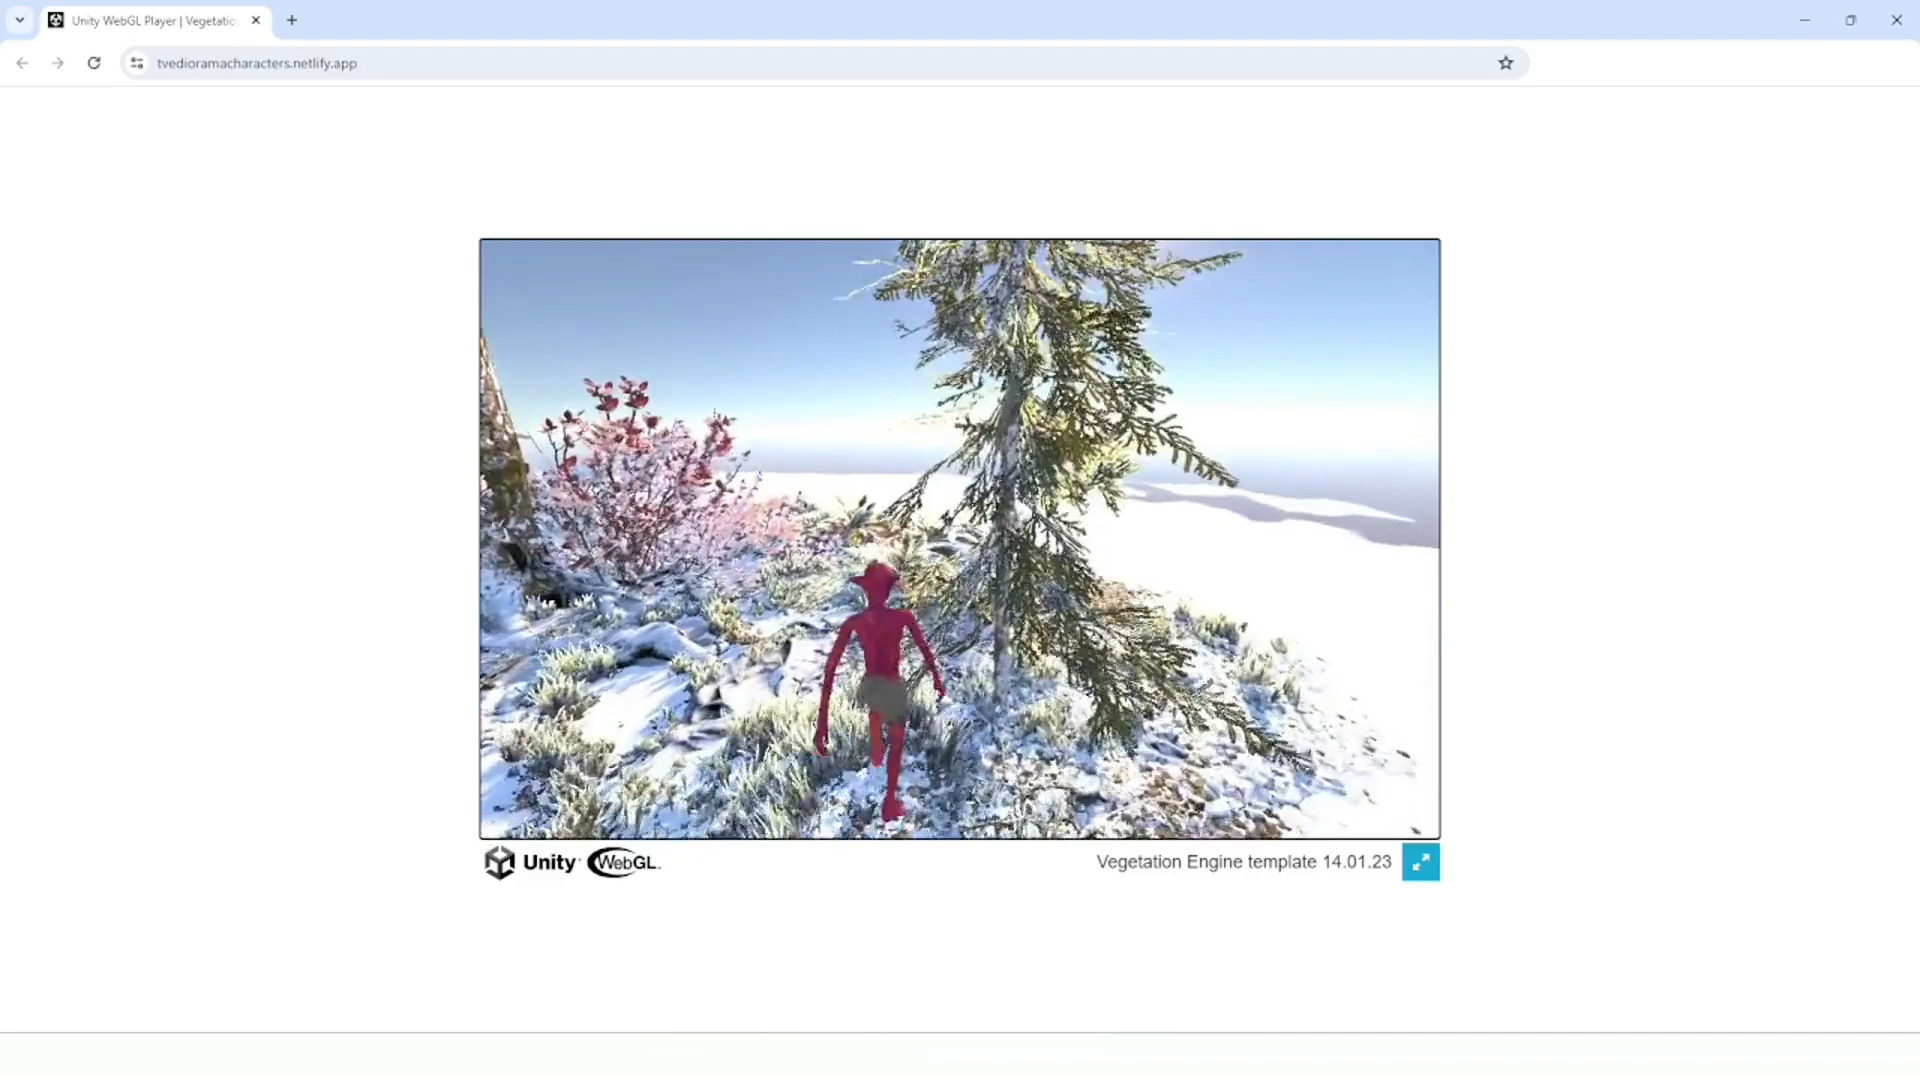 Unity WebGL Player | Vegetatio
tvedioramacharacters.netlify.app
Unity WebGL
Vegetation Engine template 14.01.23